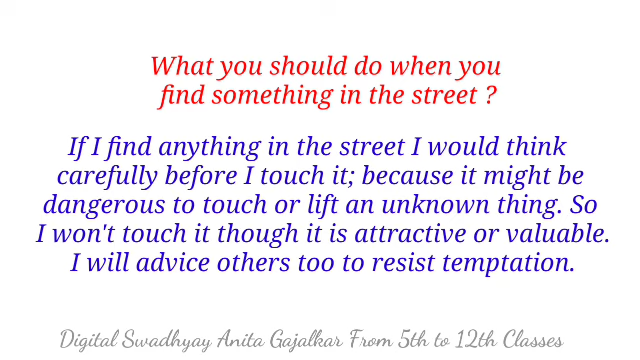 What you should do when you
find something in the street ?
If I find anything in the street I would think
carefully before I touch it; because it might be
dangerous to touch or lift an unknown thing. So
I won't touch it though it is attractive or valuable.
I will advice others too to resist temptation.
Digital Swadhyay Anita Gajalkar From 5th to 12th Classes